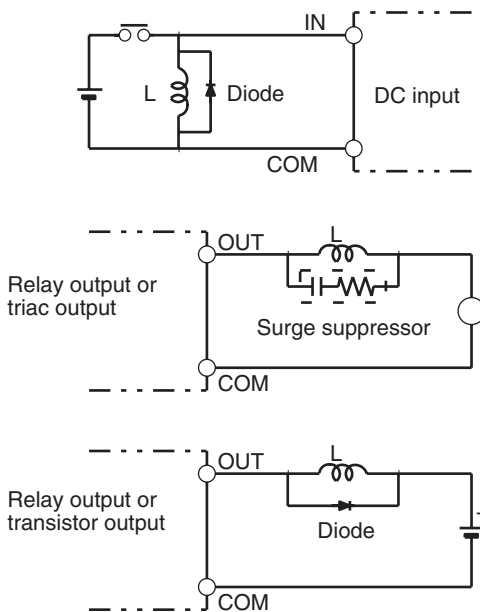 IN
L
Diode
DC input
COM
OUT
L
Relay output or
triac output
Surge suppressor
COM
OUT
L
Relay output or
transistor output
Diode
COM